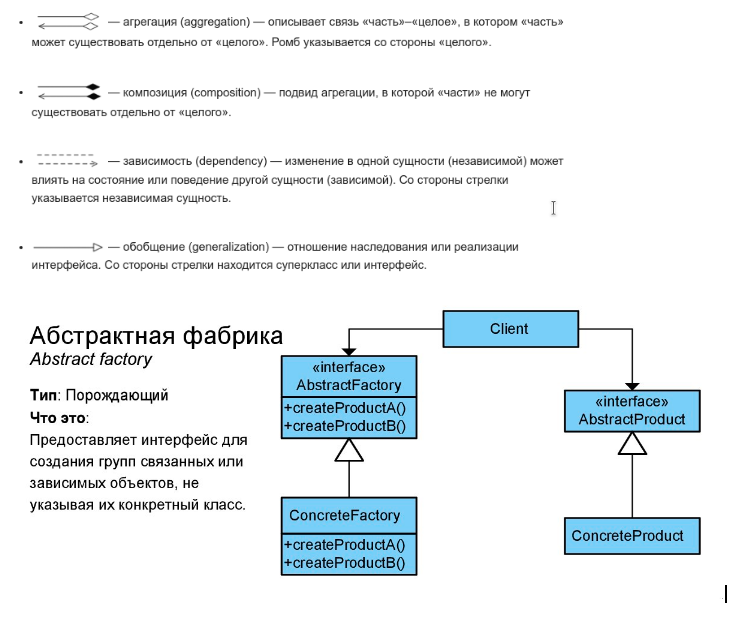 — агрегация (aggregation) — описывает связь «часть»–«целое», в котором «часть»
может существовать отдельно от «целого». Ромб указывается со стороны «целого».
— композиция (composition) — подвид агрегации, в которой «части» не могут
существовать отдельно от «целого».
— зависимость (dependency) — изменение в одной сущности (независимой) может
влиять на состояние или поведение другой сущности (зависимой). Со стороны стрелки
указывается независимая сущность.
— обобщение (generalization) — отношение наследования или реализации
интерфейса. Со стороны стрелки находится суперкласс или интерфейс.
Абстрактная фабрика
Abstract factory
Тип: Порождающий
Что это:
Предоставляет интерфейс для
создания групп связанных или
зависимых объектов, не
указывая их конкретный класс.
Client
«interface»
AbstractFactory
+createProductA()
+createProductB()
«interface»
AbstractProduct
ConcreteFactory
+createProductA()
+createProductB()
ConcreteProduct